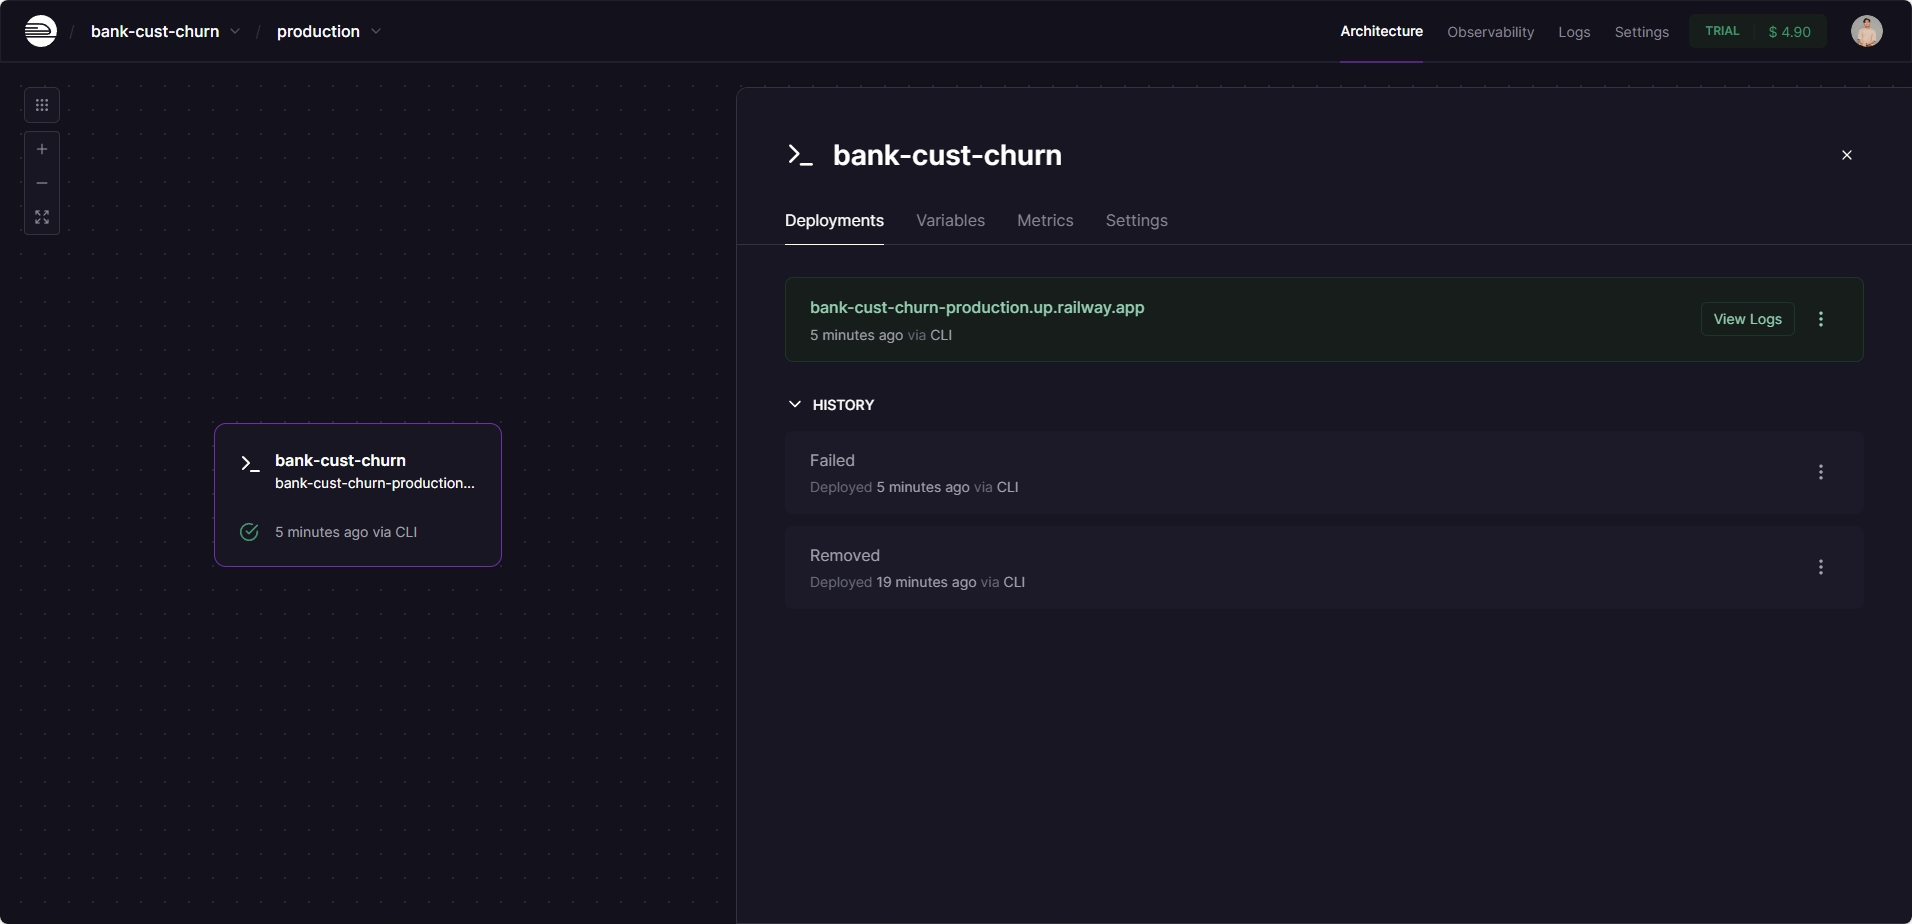 bank-cust-churn
production
Architecture
Observability
Logs
Settings
TRIAL
$ 4.90
bank-cust-churn
Deployments
Variables
Metrics
Settings
bank-cust-churn-production.up.railway.app
5 minutes ago via CLI
View Logs
HISTORY
Failed
Deployed 5 minutes ago via CLI
Removed
Deployed 19 minutes ago via CLI
bank-cust-churn
bank-cust-churn-production...
5 minutes ago via CLI